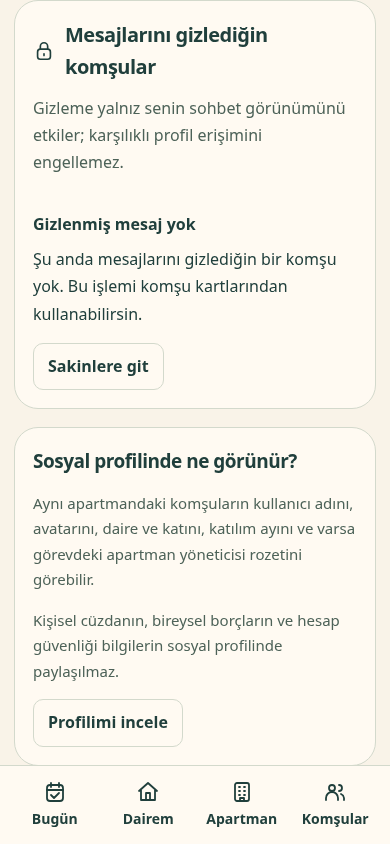 Mesajlarını gizlediğin
komşular
Gizleme yalnız senin sohbet görünümünü
etkiler; karşılıklı profil erişimini
engellemez.
Gizlenmiş mesaj yok
Şu anda mesajlarını gizlediğin bir komşu
yok. Bu işlemi komşu kartlarından
kullanabilirsin.
Sakinlere git
Sosyal profilinde ne görünür?
Aynı apartmandaki komşuların kullanıcı adını,
avatarını, daire ve katını, katılım ayını ve varsa
görevdeki apartman yöneticisi rozetini
görebilir.
Kişisel cüzdanın, bireysel borçların ve hesap
güvenliği bilgilerin sosyal profilinde
paylaşılmaz.
Profilimi incele
Bugün
Dairem
Apartman
Komşular